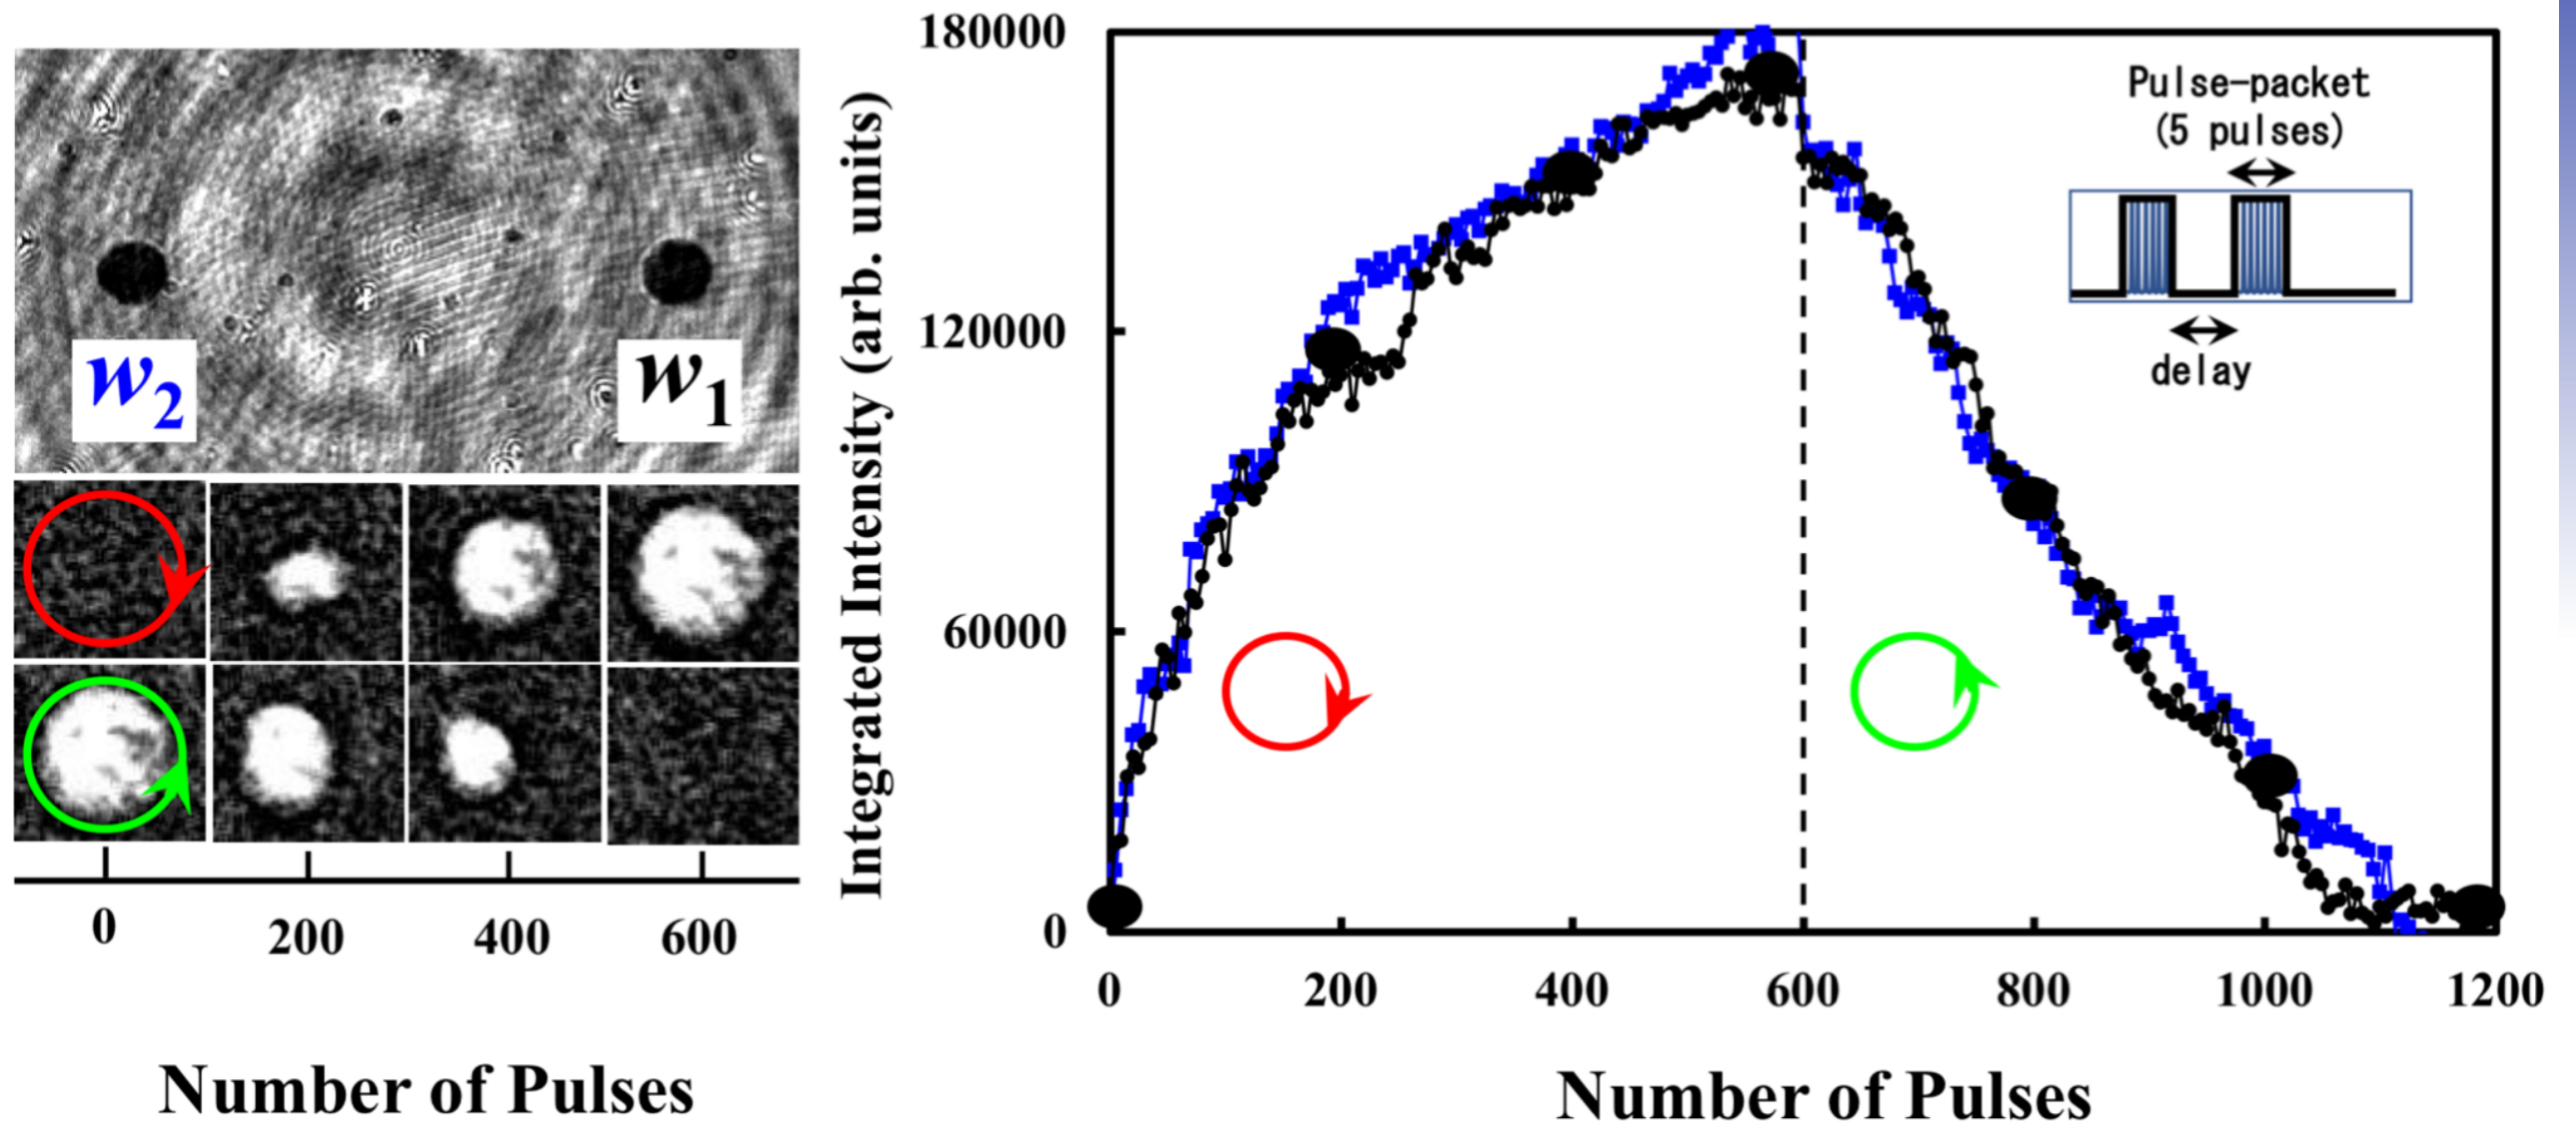 w2
w1
0
200
400
600
Number of Pulses
Integrated Intensity (arb. units)
180000
120000
60000
0
0
200
400
600
800
1000
1200
Number of Pulses
Pulse-packet
(5 pulses)
delay